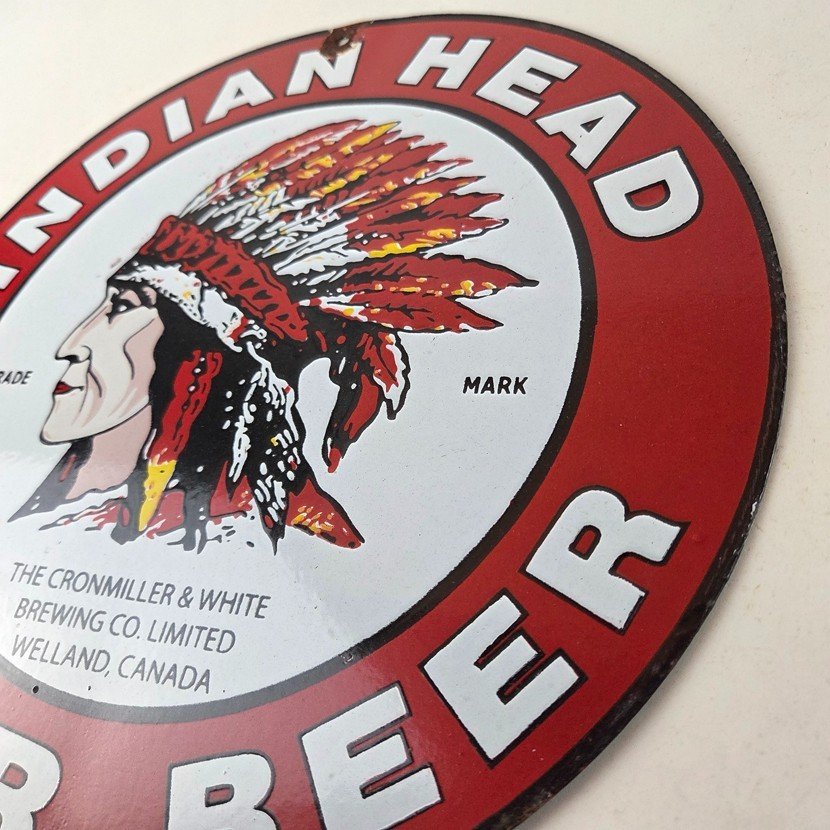 INDIAN HEAD
MARK
THE CRONMILLER & WHITE
BREWING CO. LIMITED
WELLAND, CANADA
BEER